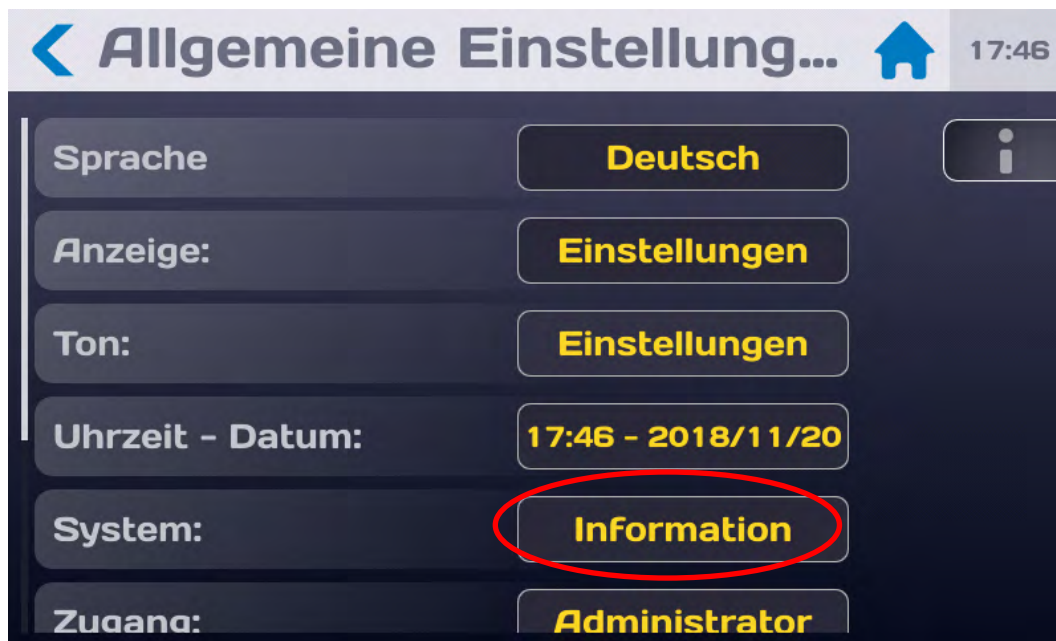 Allgemeine Einstellung... 17:46
Sprache Deutsch
Anzeige: Einstellungen
Ton: Einstellungen
Uhrzeit - Datum: 17:46 - 2018/11/20
System: Information
Zugang: Administrator